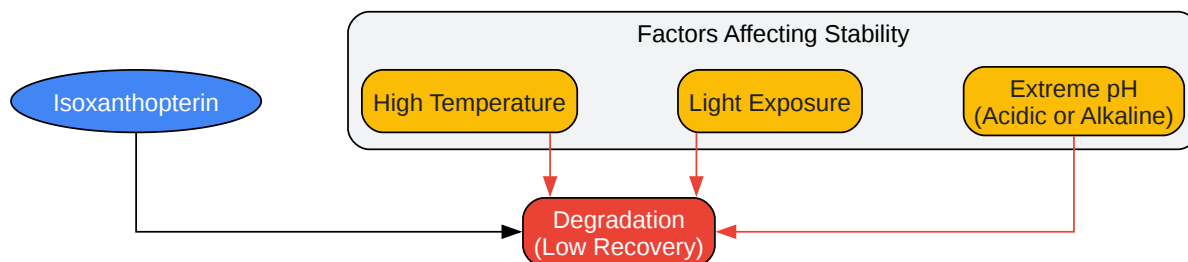 Factors Affecting Stability
Isoxanthopterin
High Temperature
Light Exposure
Extreme pH
(Acidic or Alkaline)
Degradation
(Low Recovery)